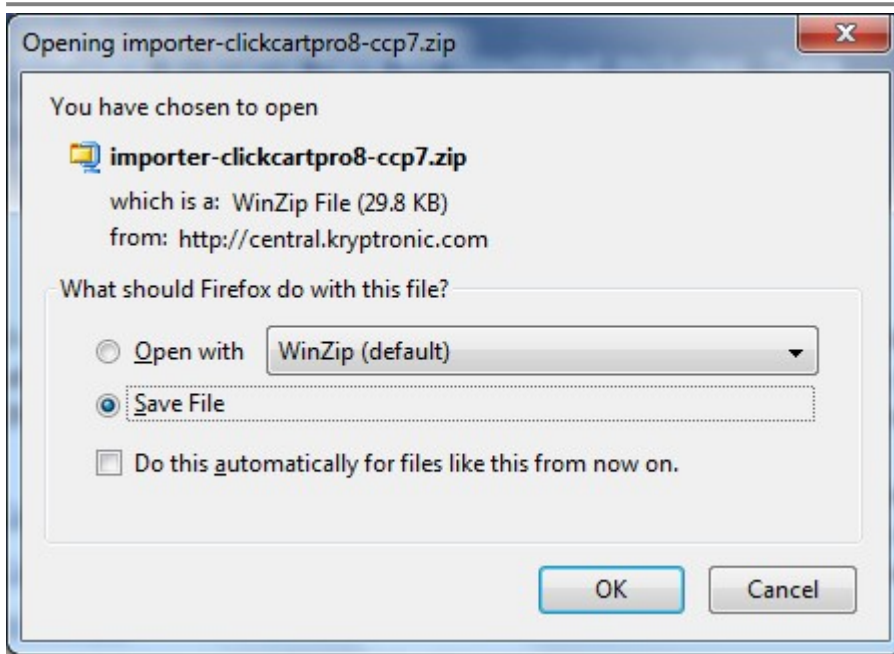 Opening importer-clickcartpro8-ccp7.zip
You have chosen to open
importer-clickcartpro8-ccp7.zip
which is a: WinZip File (29.8 KB)
from: http://central.kryptronic.com
What should Firefox do with this file?
Open with WinZip (default)
Save File
Do this automatically for files like this from now on.
OK Cancel